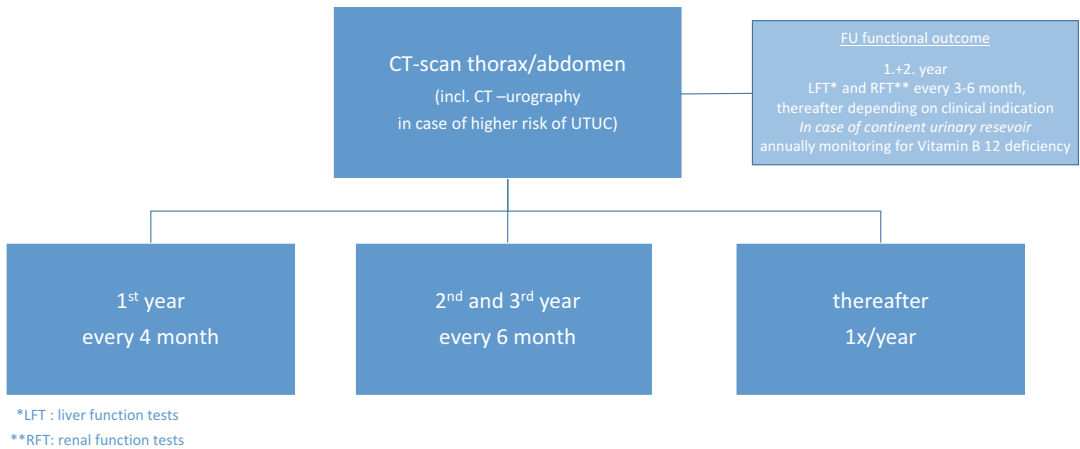 CT-scan thorax/abdomen
(incl. CT –urography
in case of higher risk of UTUC)
FU functional outcome
1.+2. year
LFT* and RFT** every 3-6 month,
thereafter depending on clinical indication
In case of continent urinary resevoir
annually monitoring for Vitamin B 12 deficiency
1st year
every 4 month
2nd and 3rd year
every 6 month
thereafter
1x/year
*LFT : liver function tests
**RFT: renal function tests